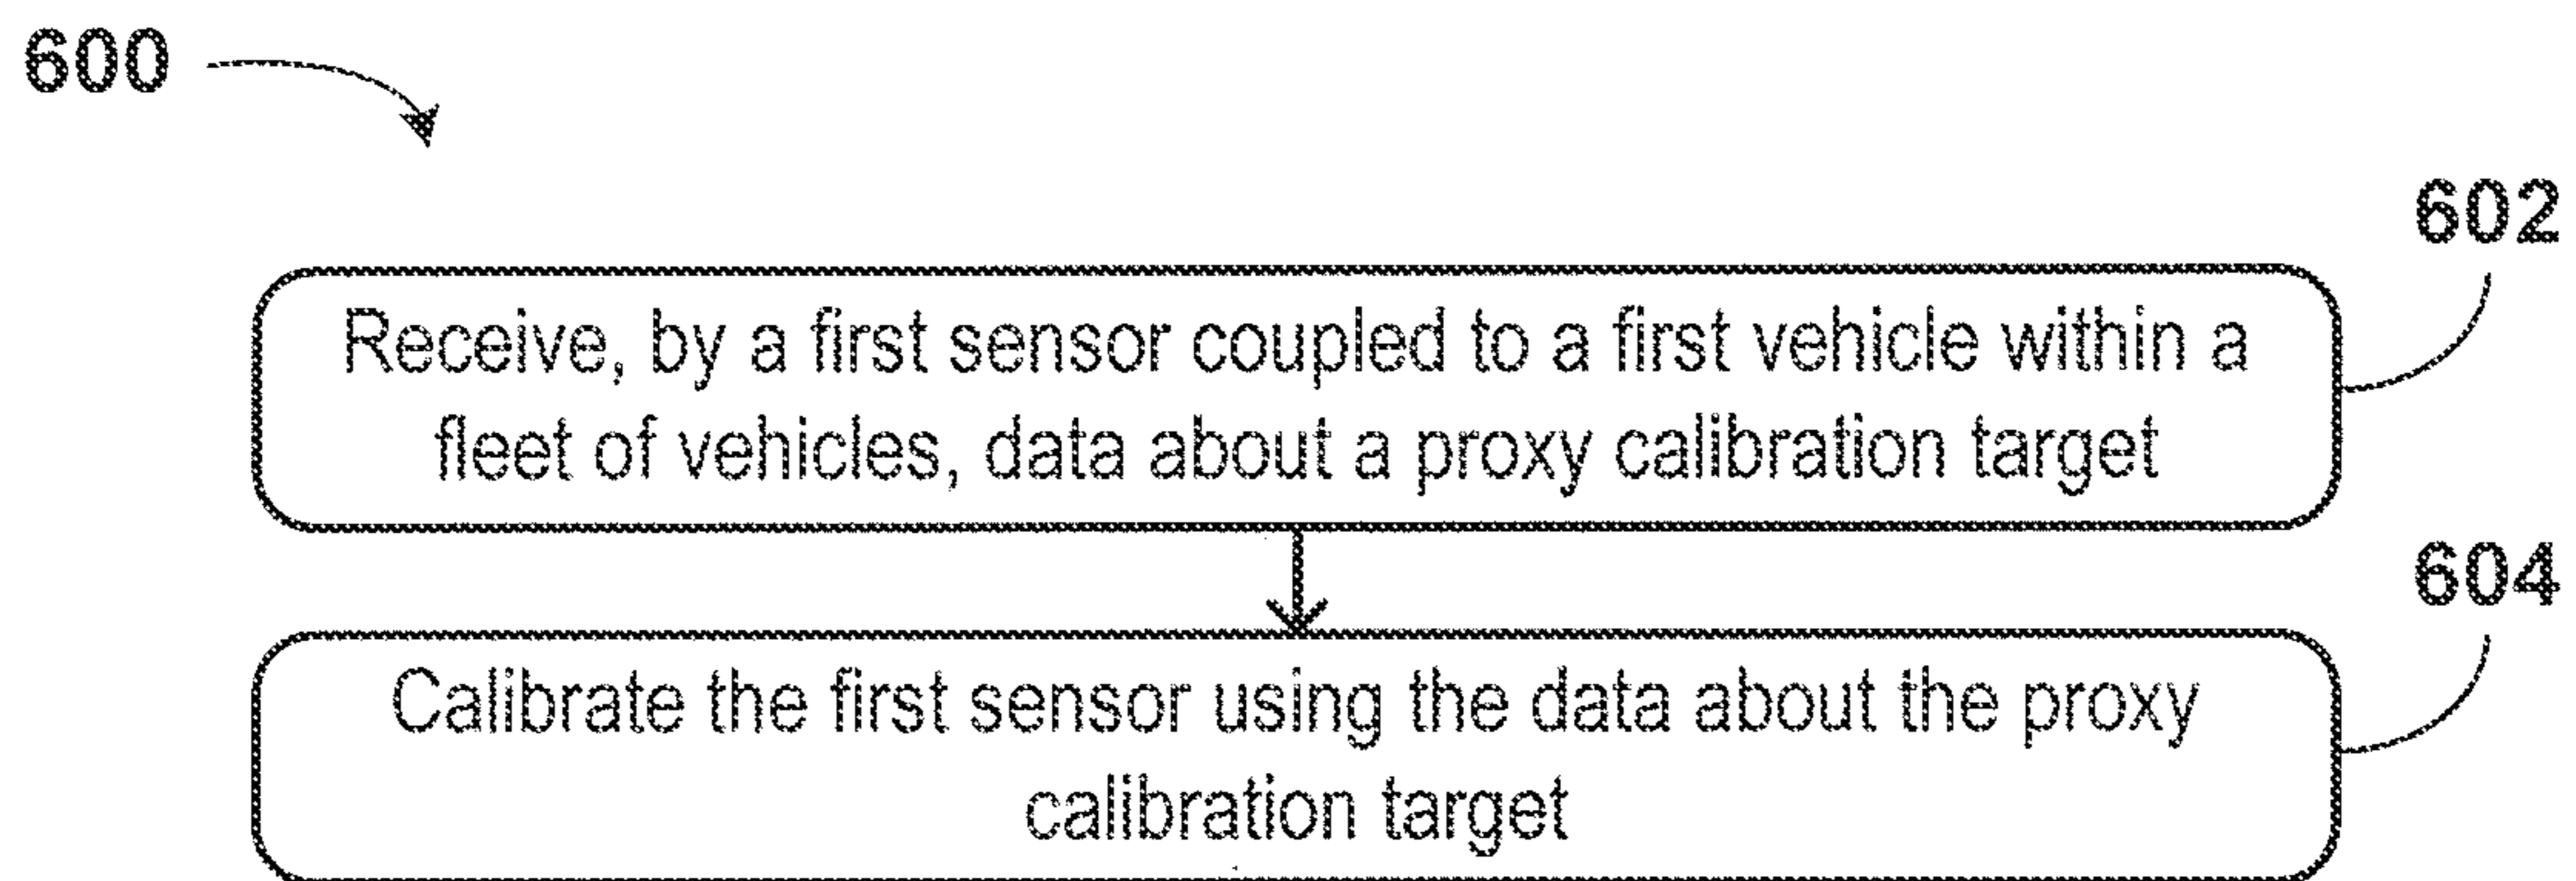 600
602
Receive, by a first sensor coupled to a first vehicle within a
fleet of vehicles, data about a proxy calibration target
604
Calibrate the first sensor using the data about the proxy
calibration target